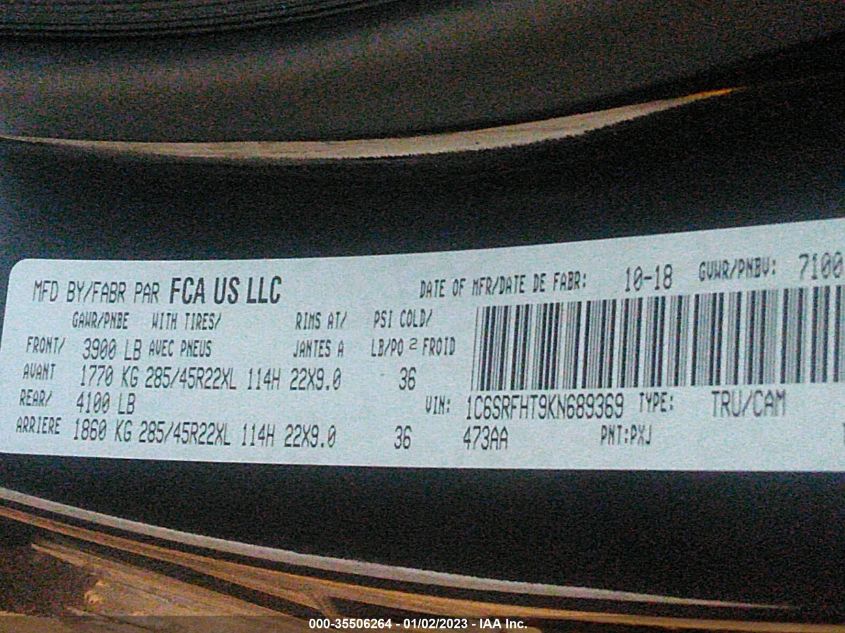 MFD BY/FABR PAR FCA US LLC DATE OF MFR/DATE DE FABR: 10-18 GVWR/PNBV: 7100
GAWR/PNBE WITH TIRES/ RIMS AT/ PSI COLD/
FRONT/ 3900 LB AVEC PNEUS JANTES A LB/PO 2 FROID
AVANT 1770 KG 285/45R22XL 114H 22X9.0 36
REAR/ 4100 LB VIN: 1C6SRFHT9KN689369 TYPE: TRU/CAM
ARRIERE 1860 KG 285/45R22XL 114H 22X9.0 36 473AA PNT:PXJ
000-35506264 - 01/02/2023 - IAA Inc.